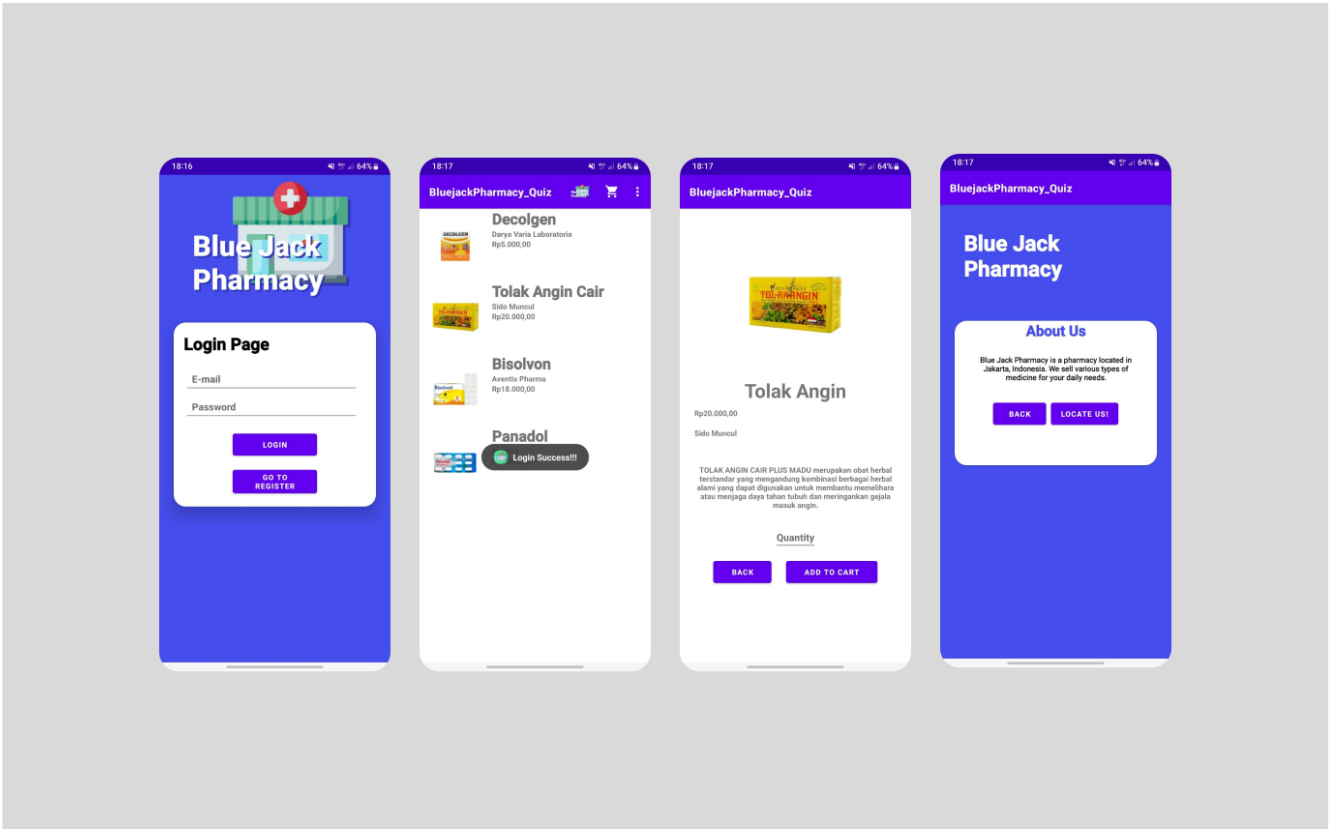 18:16
64%
Blue Jack
Pharmacy
Login Page
E-mail
Password
LOGIN
GO TO
REGISTER
18:17
64%
BluejackPharmacy_Quiz
Decolgen
Darya Varia Laboratoria
Rp5.000,00
DECOLGEN
Tolak Angin Cair
Sido Muncul
Rp20.000,00
Bisolvon
Aventis Pharma
Rp18.000,00
Bisolvon
Panadol
Login Success!!!
18:17
64%
BluejackPharmacy_Quiz
TOLAK ANGIN
Tolak Angin
Rp20.000,00
Sido Muncul
TOLAK ANGIN CAIR PLUS MADU merupakan obat herbal
terstandar yang mengandung kombinasi berbagai herbal
alami yang dapat digunakan untuk membantu memelihara
atau menjaga daya tahan tubuh dan meringankan gejala
masuk angin.
Quantity
BACK
ADD TO CART
18:17
64%
BluejackPharmacy_Quiz
Blue Jack
Pharmacy
About Us
Blue Jack Pharmacy is a pharmacy located in
Jakarta, Indonesia. We sell various types of
medicine for your daily needs.
BACK
LOCATE US!